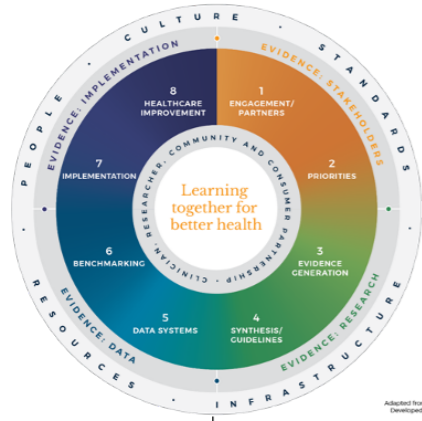 PEOPLE • CULTURE • STANDARDS
RESOURCES • INFRASTRUCTURE
EVIDENCE: IMPLEMENTATION
EVIDENCE: STAKEHOLDERS
EVIDENCE: DATA
EVIDENCE: RESEARCH
1
ENGAGEMENT/
PARTNERS
2
PRIORITIES
3
EVIDENCE
GENERATION
4
SYNTHESIS/
GUIDELINES
5
DATA SYSTEMS
6
BENCHMARKING
7
IMPLEMENTATION
8
HEALTHCARE
IMPROVEMENT
CLINICIAN, RESEARCHER, COMMUNITY AND CONSUMER PARTNERSHIP •
Learning
together for
better health
Adapted from
Developed